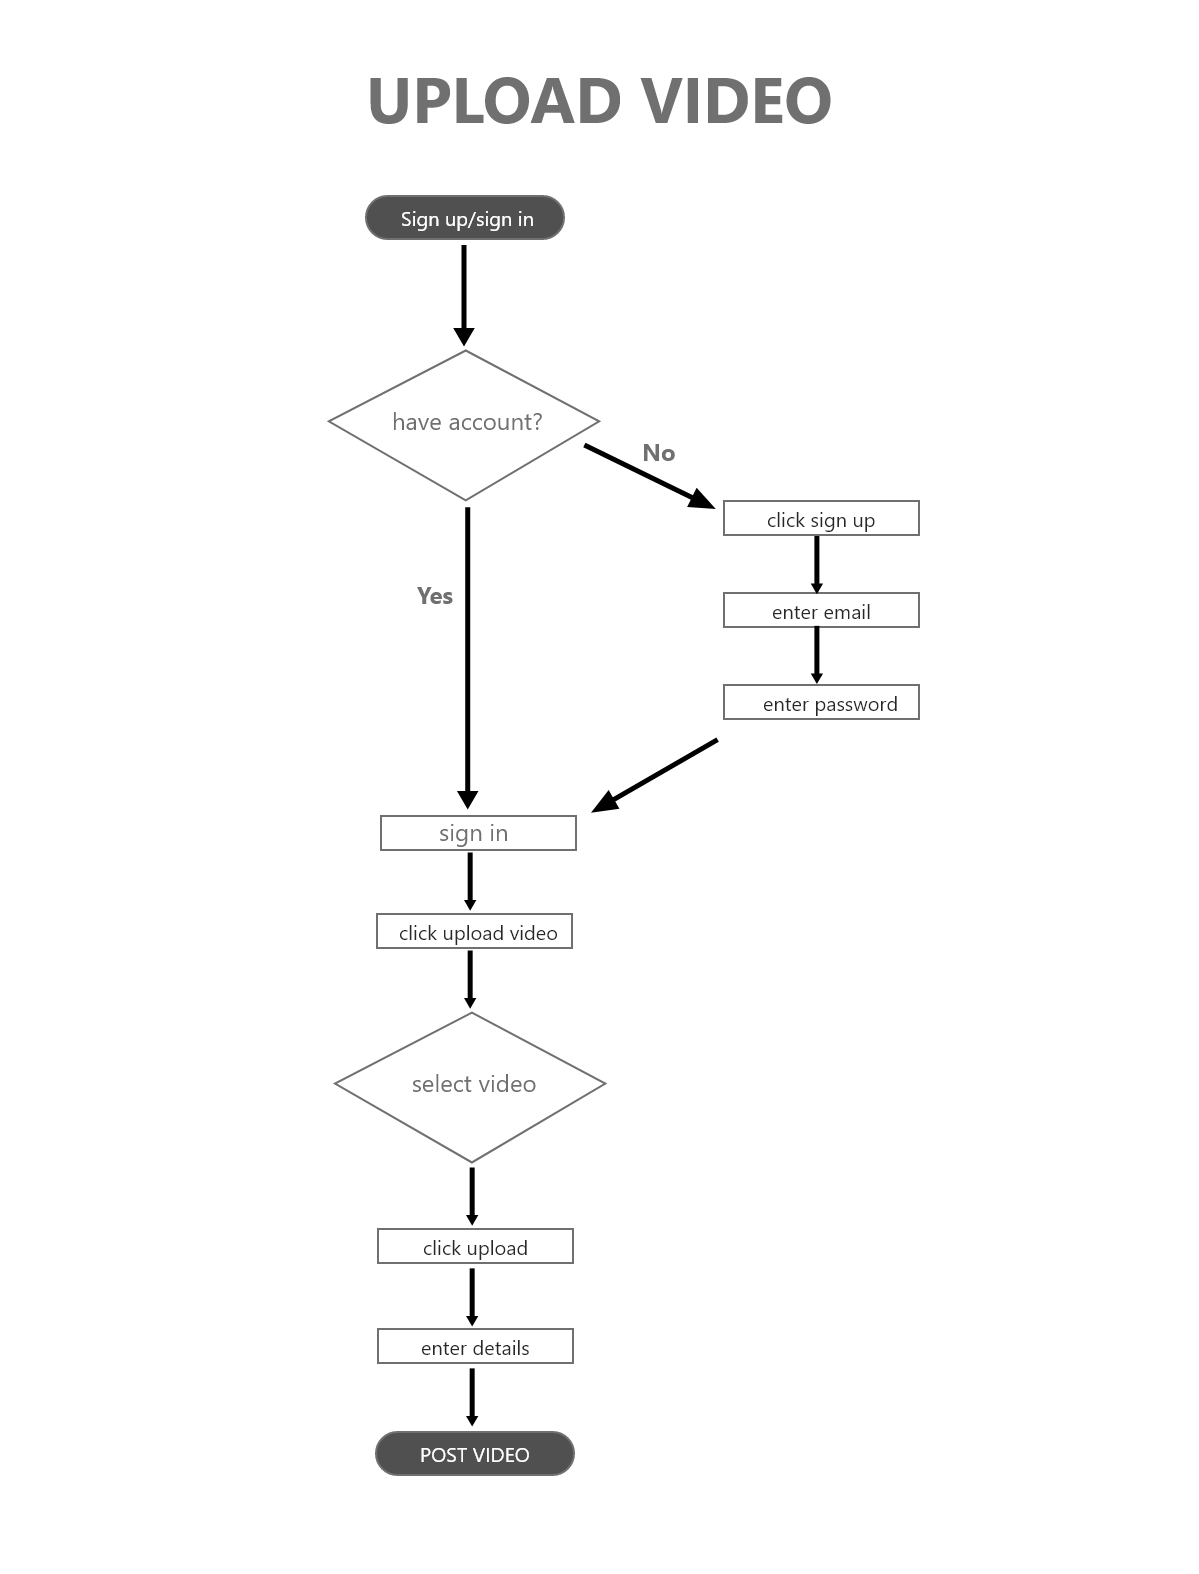 UPLOAD VIDEO
Sign up/sign in
have account?
No
click sign up
Yes
enter email
enter password
sign in
click upload video
select video
click upload
enter details
POST VIDEO